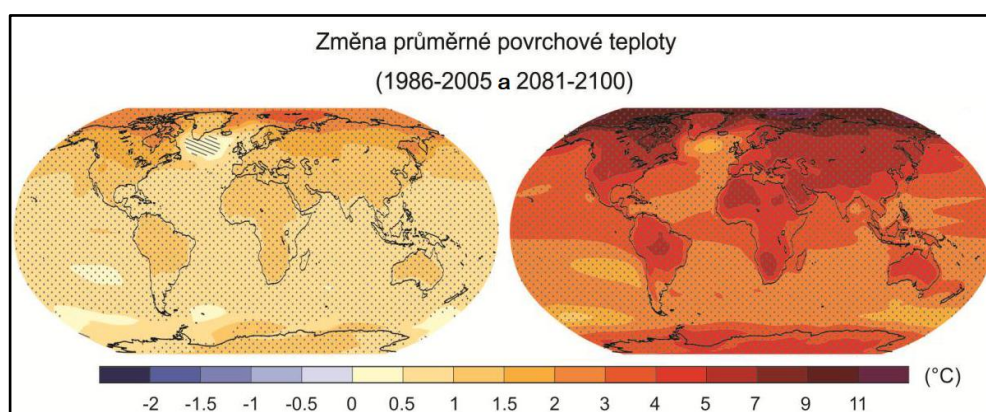 Změna průměrné povrchové teploty
(1986-2005 a 2081-2100)
(°C)
-2 -1.5 -1 -0.5 0 0.5 1 1.5 2 3 4 5 7 9 11